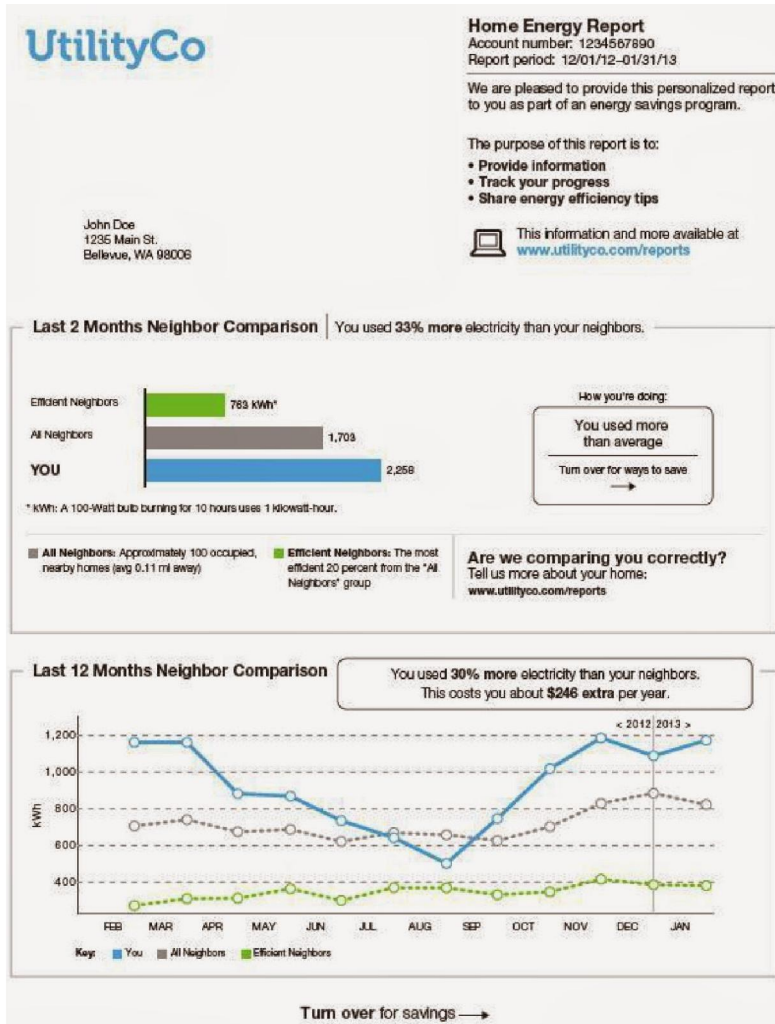 UtilityCo
Home Energy Report
Account number: 1234567890
Report period: 12/01/12–01/31/13
We are pleased to provide this personalized report
to you as part of an energy savings program.
The purpose of this report is to:
• Provide information
• Track your progress
• Share energy efficiency tips
This information and more available at
www.utilityco.com/reports
John Doe
1235 Main St.
Bellevue, WA 98006
Last 2 Months Neighbor Comparison | You used 33% more electricity than your neighbors.
Efficient Neighbors 763 kWh*
All Neighbors 1,703
YOU 2,258
How you're doing:
You used more
than average
Turn over for ways to save
→
* kWh: A 100-Watt bulb burning for 10 hours uses 1 kilowatt-hour.
All Neighbors: Approximately 100 occupied,
nearby homes (avg 0.11 mi away)
Efficient Neighbors: The most
efficient 20 percent from the "All
Neighbors" group
Are we comparing you correctly?
Tell us more about your home:
www.utilityco.com/reports
Last 12 Months Neighbor Comparison
You used 30% more electricity than your neighbors.
This costs you about $246 extra per year.
< 2012 2013 >
1,200
1,000
800
600
400
kWh
FEB MAR APR MAY JUN JUL AUG SEP OCT NOV DEC JAN
Key: You All Neighbors Efficient Neighbors
Turn over for savings →